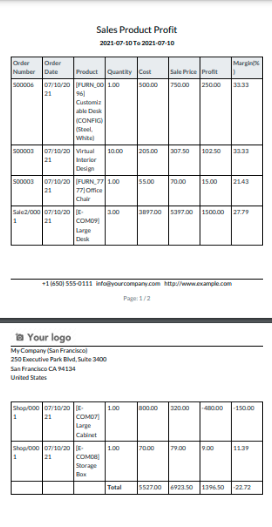 Sales Product Profit
2021-07-10 To 2021-07-10
Order Number | Order Date | Product | Quantity | Cost | Sale Price | Profit | Margin(%)
S00006 | 07/10/2021 | [FURN_0096] Customizable Desk (CONFIG) (Steel, White) | 1.00 | 500.00 | 750.00 | 250.00 | 33.33
S00003 | 07/10/2021 | Virtual Interior Design | 10.00 | 205.00 | 307.50 | 102.50 | 33.33
S00003 | 07/10/2021 | [FURN_7777] Office Chair | 1.00 | 55.00 | 70.00 | 15.00 | 21.43
Sale2/0001 | 07/10/2021 | [E-COM09] Large Desk | 3.00 | 3897.00 | 5397.00 | 1500.00 | 27.79
+1 (650) 555-0111 info@yourcompany.com http://www.example.com
Page: 1 / 2
Your logo
My Company (San Francisco)
250 Executive Park Blvd, Suite 3400
San Francisco CA 94134
United States
Shop/0001 | 07/10/2021 | [E-COM07] Large Cabinet | 1.00 | 800.00 | 320.00 | -480.00 | -150.00
Shop/0001 | 07/10/2021 | [E-COM08] Storage Box | 1.00 | 70.00 | 79.00 | 9.00 | 11.39
Total | 5527.00 | 6923.50 | 1396.50 | -22.72